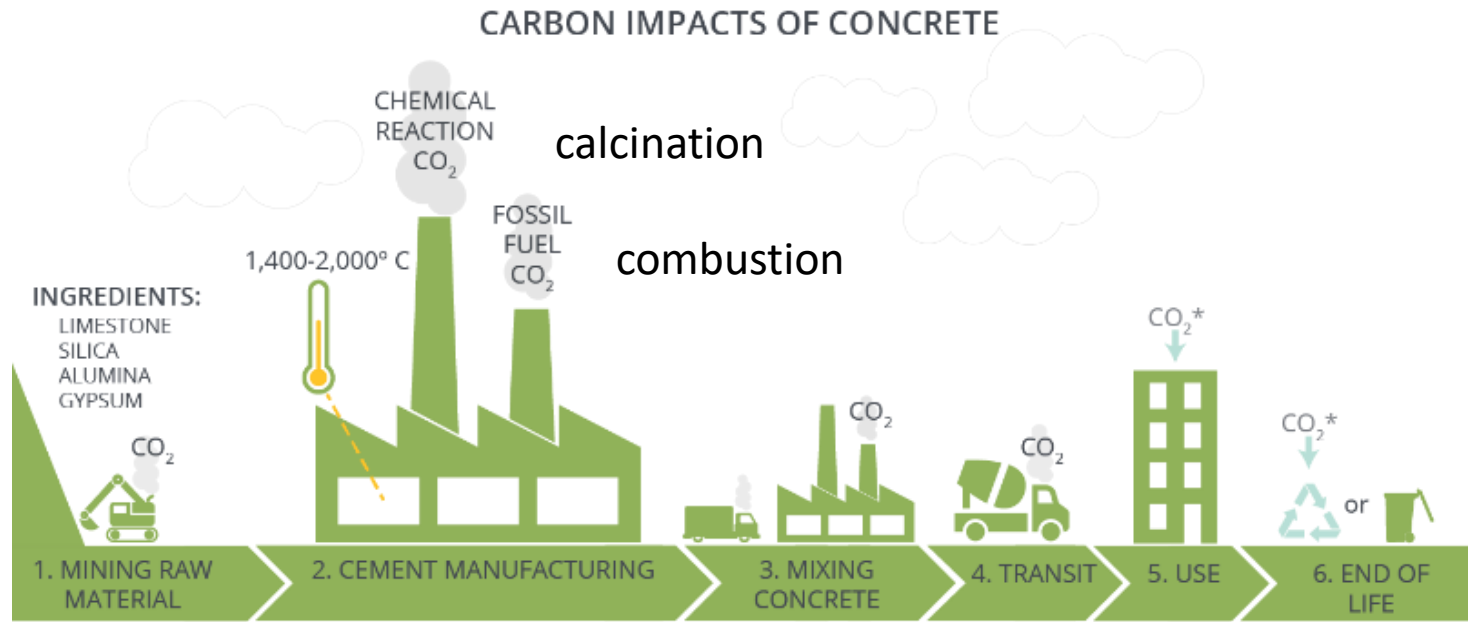 CARBON IMPACTS OF CONCRETE
CHEMICAL
REACTION
CO₂
calcination
FOSSIL
FUEL
CO₂
combustion
1,400-2,000° C
INGREDIENTS:
LIMESTONE
SILICA
ALUMINA
GYPSUM
CO₂
CO₂
CO₂
CO₂*
CO₂*
or
1. MINING RAW
MATERIAL
2. CEMENT MANUFACTURING
3. MIXING
CONCRETE
4. TRANSIT
5. USE
6. END OF
LIFE